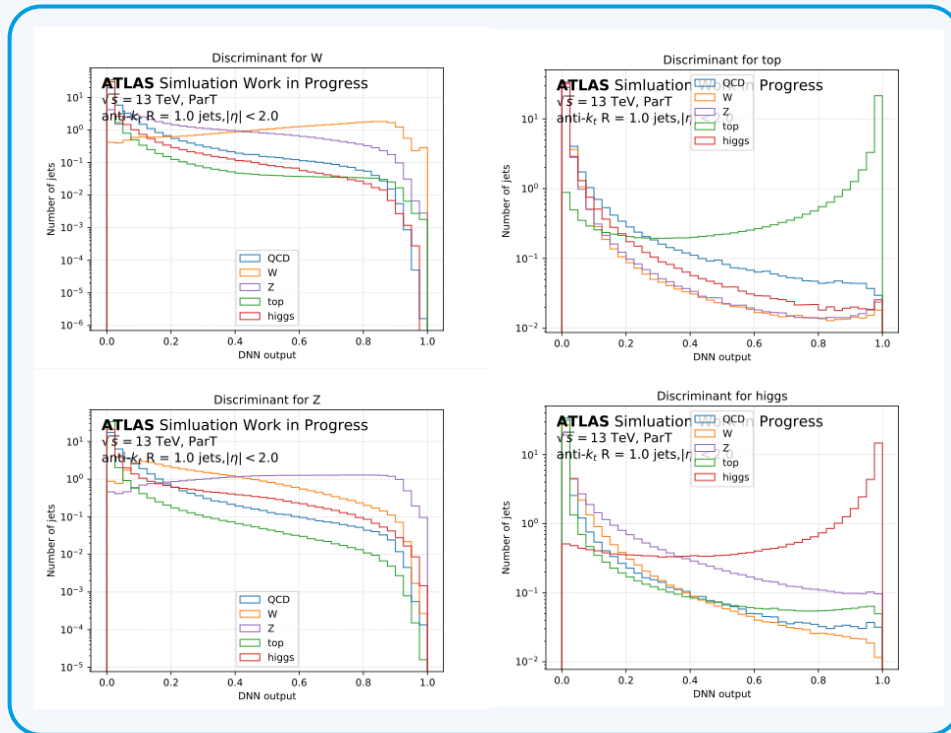 Discriminant for W
ATLAS Simluation Work in Progress
√s = 13 TeV, ParT
anti-kt R = 1.0 jets,|η| < 2.0
Number of jets
10¹
10⁰
10⁻¹
10⁻²
10⁻³
10⁻⁴
10⁻⁵
10⁻⁶
QCD
W
Z
top
higgs
0.0 0.2 0.4 0.6 0.8 1.0
DNN output
Discriminant for top
ATLAS Simluation Work in Progress
√s = 13 TeV, ParT
anti-kt R = 1.0 jets,|η| < 2.0
Number of jets
10¹
10⁰
10⁻¹
10⁻²
QCD
W
Z
top
higgs
0.0 0.2 0.4 0.6 0.8 1.0
DNN output
Discriminant for Z
ATLAS Simluation Work in Progress
√s = 13 TeV, ParT
anti-kt R = 1.0 jets,|η| < 2.0
Number of jets
10¹
10⁰
10⁻¹
10⁻²
10⁻³
10⁻⁴
10⁻⁵
QCD
W
Z
top
higgs
0.0 0.2 0.4 0.6 0.8 1.0
DNN output
Discriminant for higgs
ATLAS Simluation Work in Progress
√s = 13 TeV, ParT
anti-kt R = 1.0 jets,|η| < 2.0
Number of jets
10¹
10⁰
10⁻¹
10⁻²
QCD
W
Z
top
higgs
0.0 0.2 0.4 0.6 0.8 1.0
DNN output